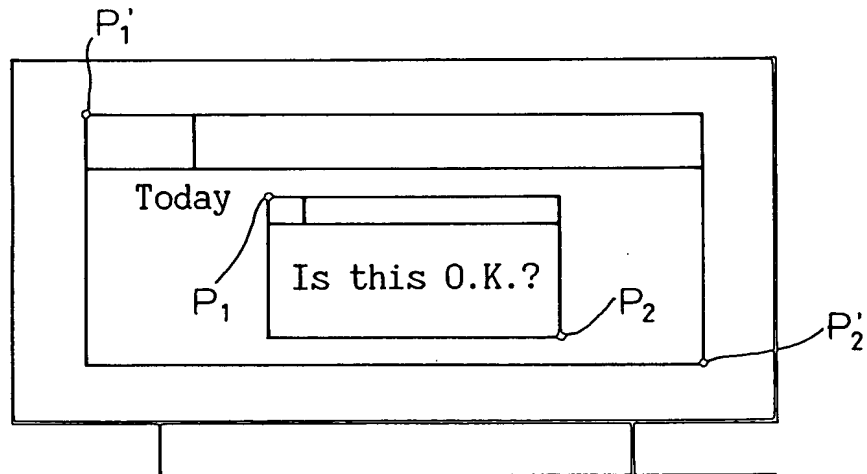 P₁'
Today
P₁
Is this O.K.?
P₂
P₂'